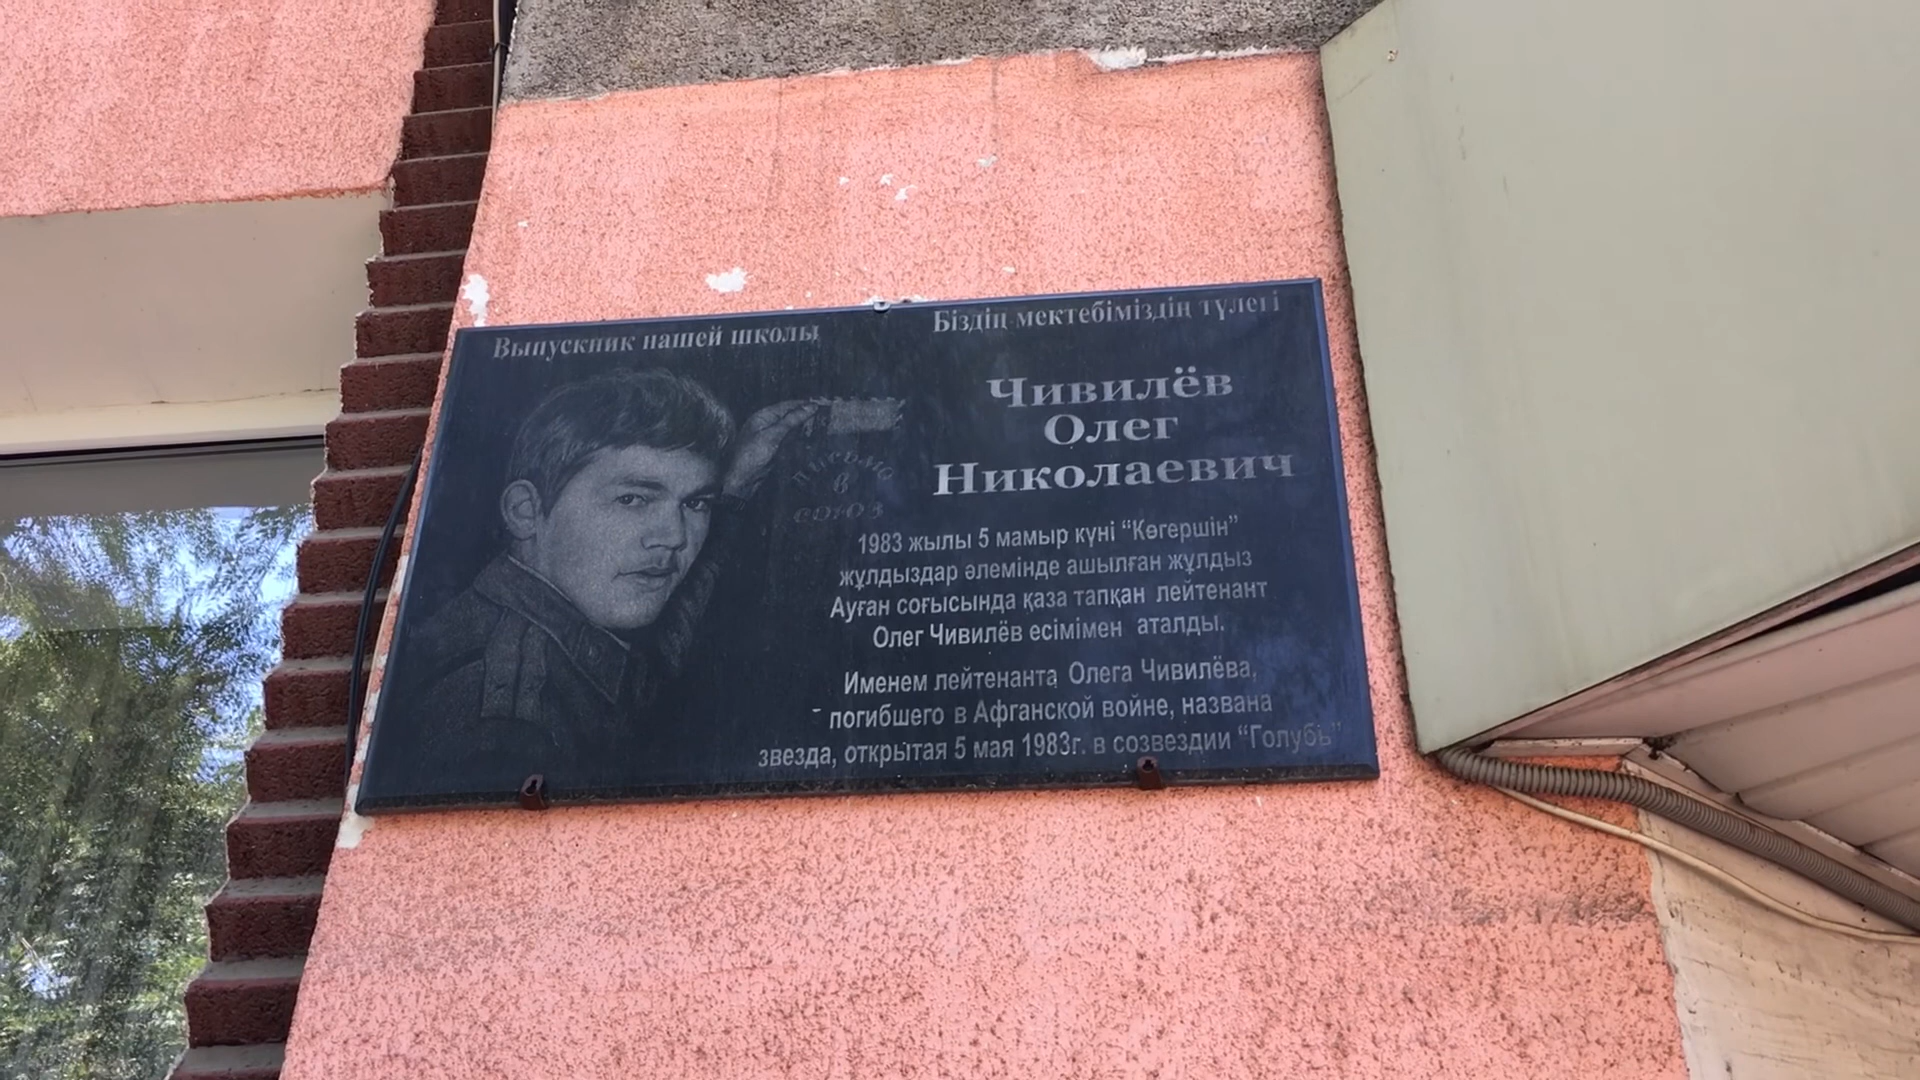 Выпускник нашей школы
Біздің мектебіміздің түлегі
Письмо
в
союз
Чивилёв
Олег
Николаевич
1983 жылы 5 мамыр күні “Көгершін”
жұлдыздар әлемінде ашылған жұлдыз
Ауған соғысында қаза тапқан лейтенант
Олег Чивилёв есімімен аталды.
Именем лейтенанта Олега Чивилёва,
погибшего в Афганской войне, названа
звезда, открытая 5 мая 1983г. в созвездии “Голубь”